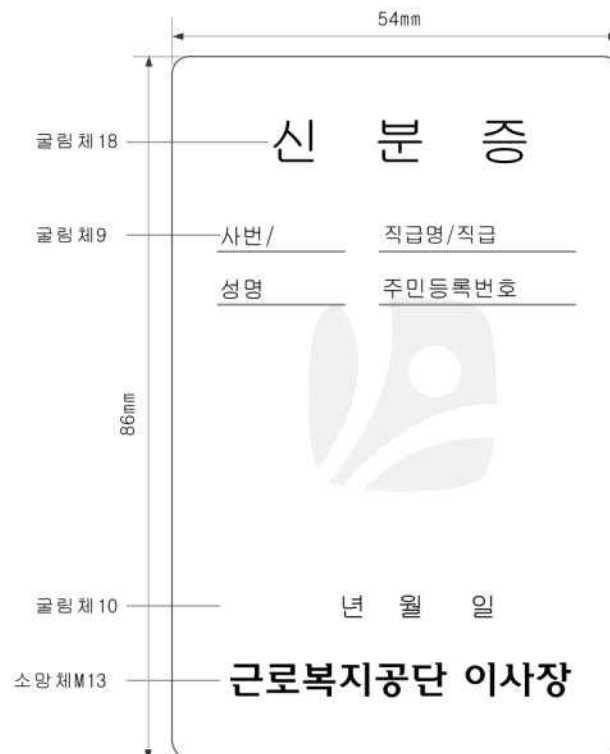 54mm
굴림체18 신 분 증
굴림체9 사번/ 직급명/직급
성명 주민등록번호
86mm
굴림체10 년 월 일
소망체M13 근로복지공단 이사장